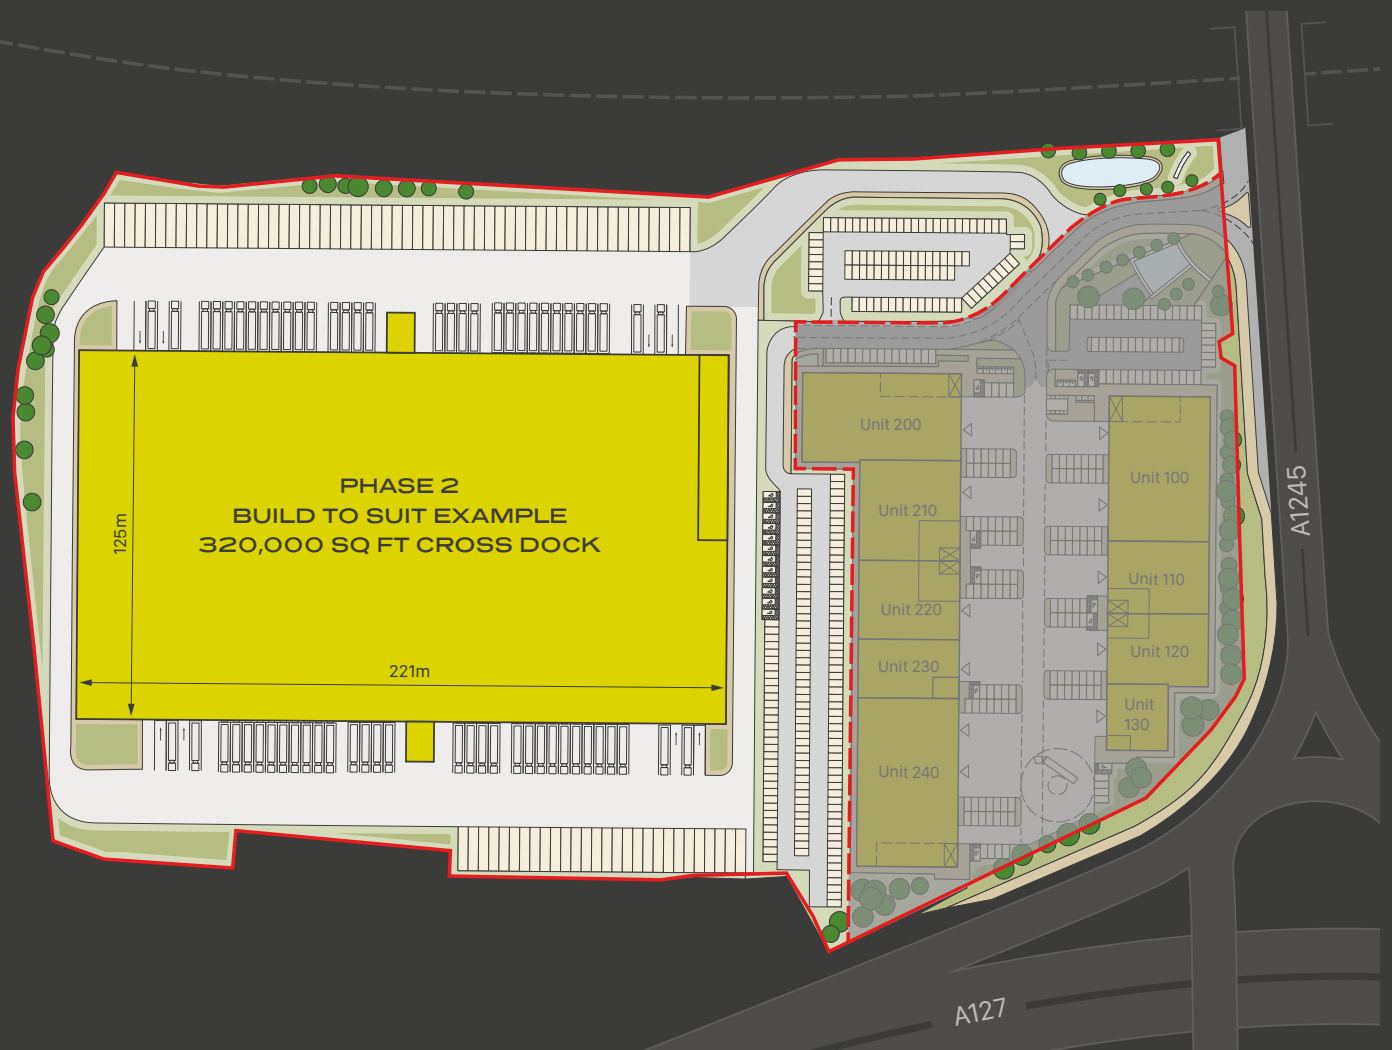 PHASE 2
BUILD TO SUIT EXAMPLE
320,000 SQ FT CROSS DOCK
125m
221m
Unit 200
Unit 210
Unit 220
Unit 230
Unit 240
Unit 100
Unit 110
Unit 120
Unit
130
A1245
A127